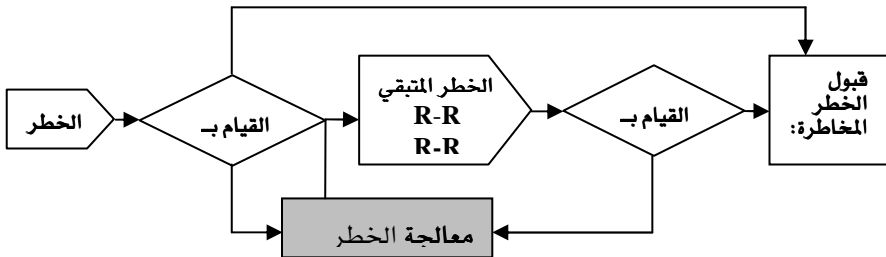 الخطر
القيام بـ
الخطر المتبقي
R-R
R-R
القيام بـ
قبول
الخطر
المخاطرة:
معالجة الخطر